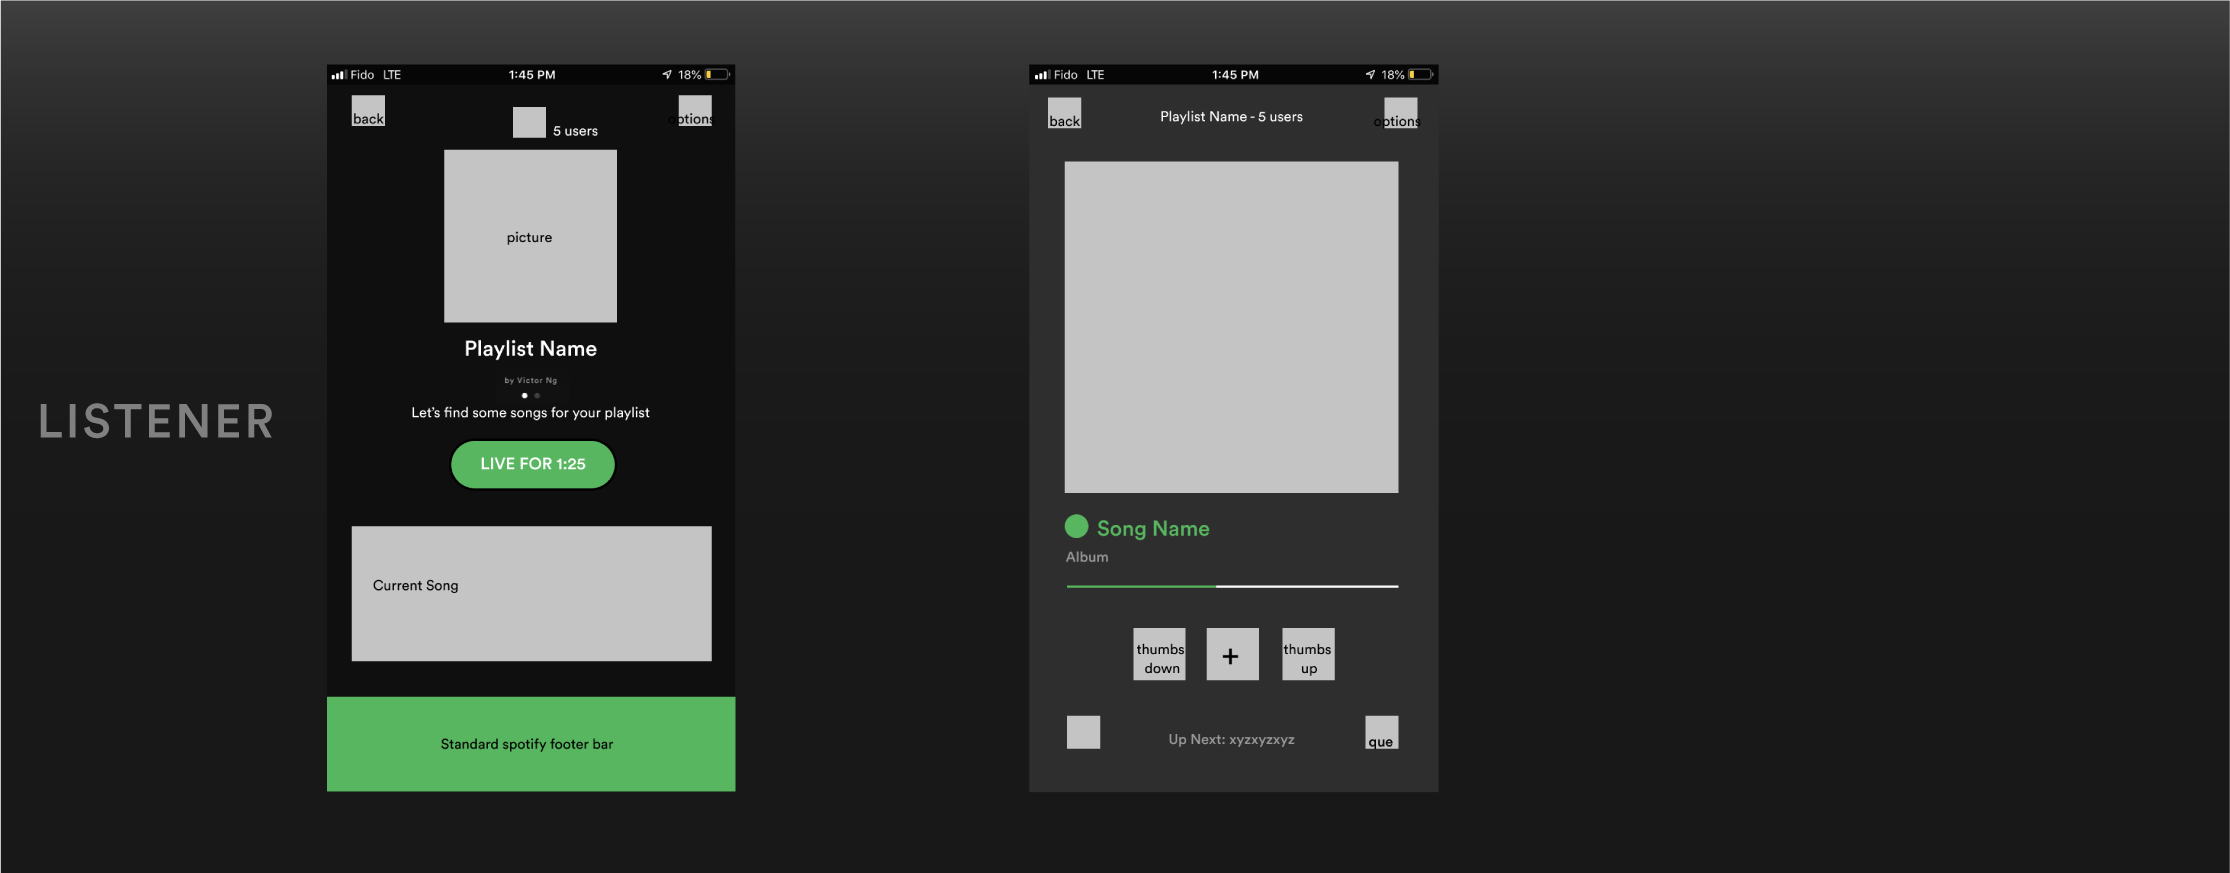 LISTENER
Fido LTE 1:45 PM 18%
back
5 users
options
picture
Playlist Name
by Victor Ng
Let's find some songs for your playlist
LIVE FOR 1:25
Current Song
Standard spotify footer bar
Fido LTE 1:45 PM 18%
back
Playlist Name - 5 users
options
Song Name
Album
thumbs
down
+
thumbs
up
Up Next: xyzxyzxyz
que